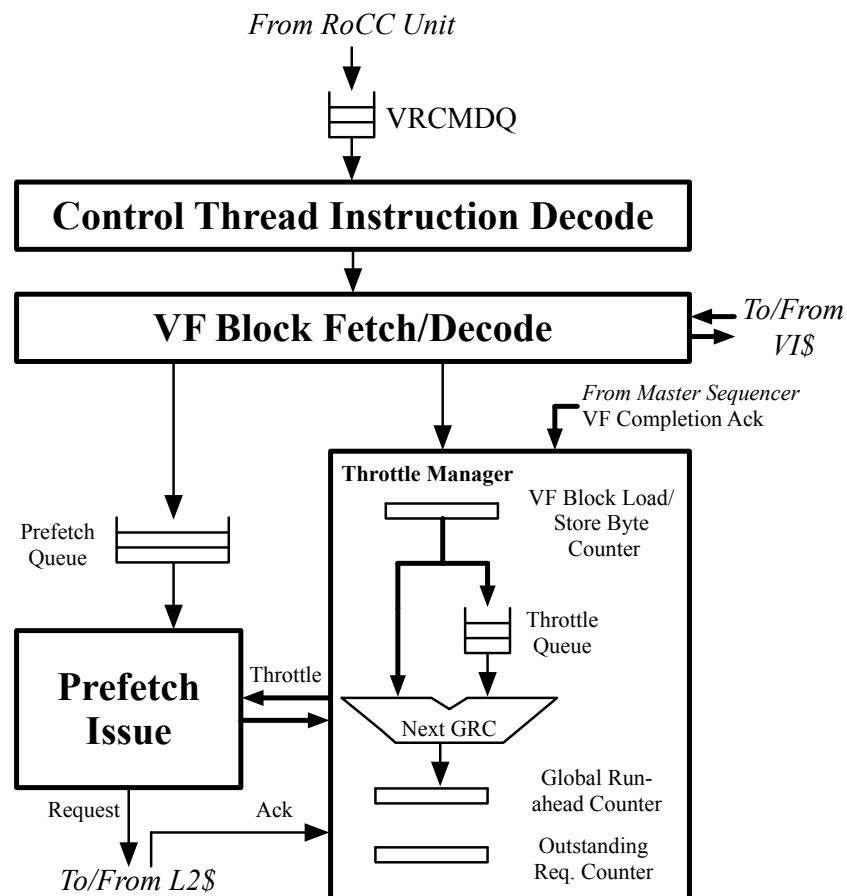 From RoCC Unit
VRCMDQ
Control Thread Instruction Decode
VF Block Fetch/Decode
To/From
VI$
From Master Sequencer
VF Completion Ack
Throttle Manager
VF Block Load/
Store Byte
Counter
Prefetch
Queue
Throttle
Queue
Prefetch
Issue
Throttle
Next GRC
Global Run-
ahead Counter
Request
Ack
Outstanding
Req. Counter
To/From L2$